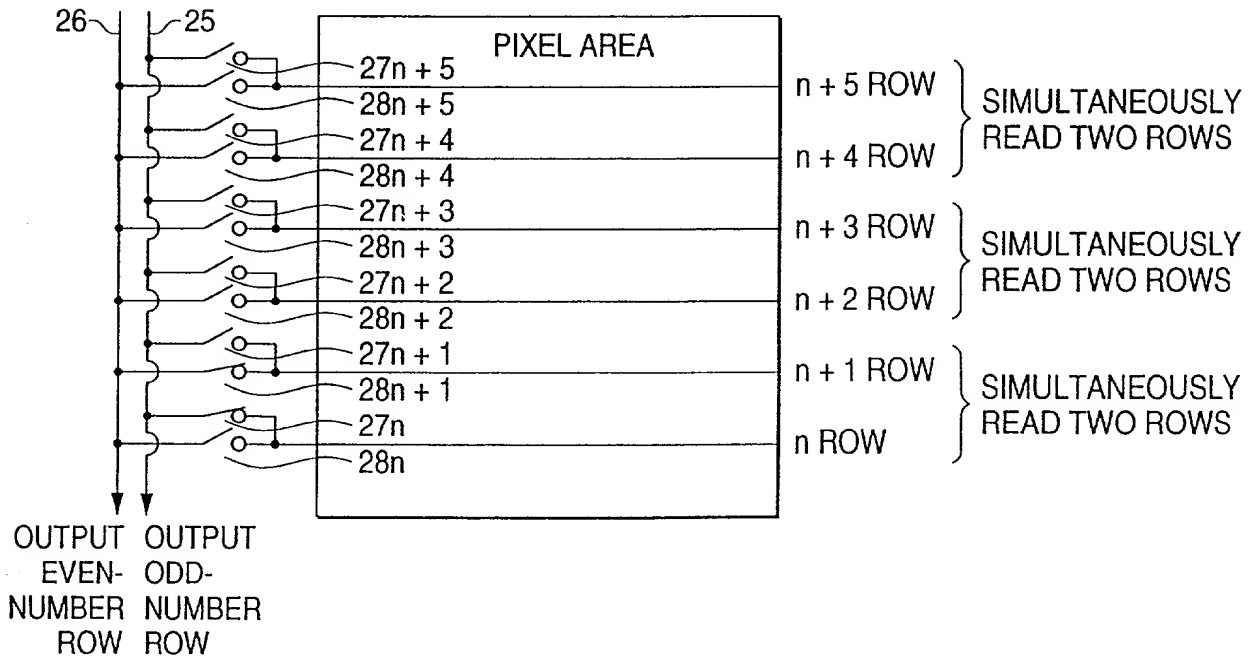 26
25
PIXEL AREA
27n + 5
28n + 5
27n + 4
28n + 4
27n + 3
28n + 3
27n + 2
28n + 2
27n + 1
28n + 1
27n
28n
n + 5 ROW
n + 4 ROW
n + 3 ROW
n + 2 ROW
n + 1 ROW
n ROW
SIMULTANEOUSLY
READ TWO ROWS
SIMULTANEOUSLY
READ TWO ROWS
SIMULTANEOUSLY
READ TWO ROWS
OUTPUT
EVEN-
NUMBER
ROW
OUTPUT
ODD-
NUMBER
ROW